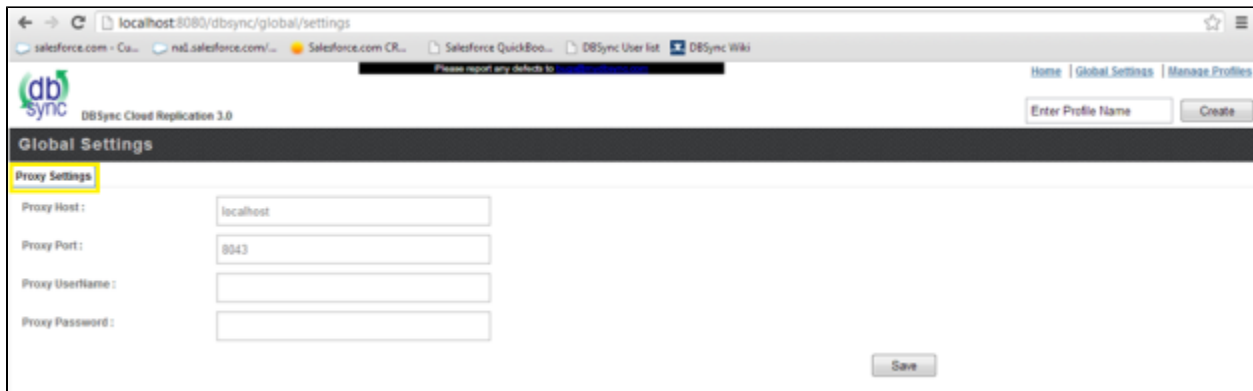 localhost:8080/dbsync/global/settings
salesforce.com - Cu... na1.salesforce.com/... Salesforce.com CR... Salesforce QuickBoo... DBSync User list DBSync Wiki
Please report any defects to
Home | Global Settings | Manage Profiles
db sync
DBSync Cloud Replication 3.0
Enter Profile Name Create
Global Settings
Proxy Settings
Proxy Host : localhost
Proxy Port : 8043
Proxy UserName :
Proxy Password :
Save